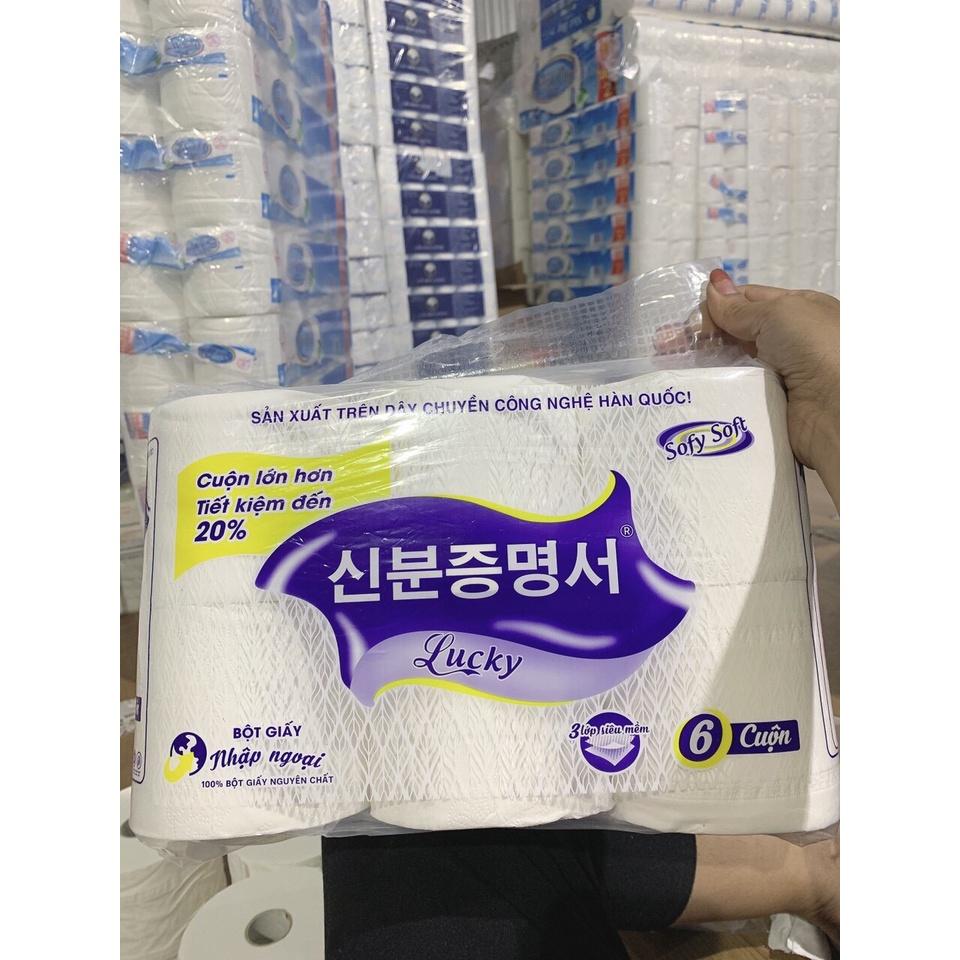 SẢN XUẤT TRÊN DÂY CHUYỀN CÔNG NGHỆ HÀN QUỐC!
Sofy Soft
Cuộn lớn hơn
Tiết kiệm đến
20%
신분증명서®
Lucky
BỘT GIẤY
Nhập ngoại
100% BỘT GIẤY NGUYÊN CHẤT
3 lớp siêu mềm
6 Cuộn